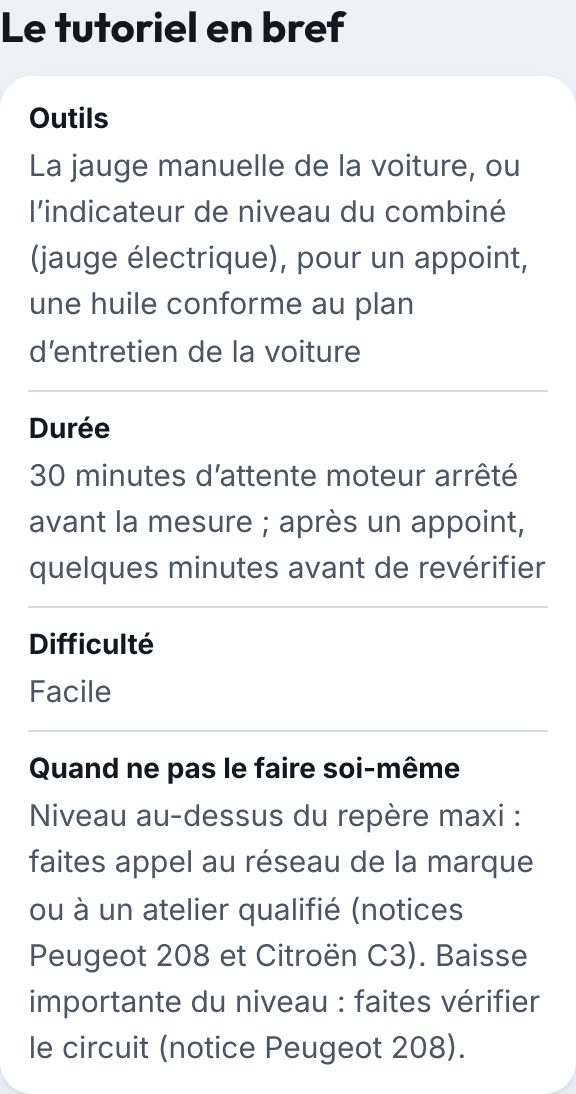 Le tutoriel en bref
Outils
La jauge manuelle de la voiture, ou
l’indicateur de niveau du combiné
(jauge électrique), pour un appoint,
une huile conforme au plan
d’entretien de la voiture
Durée
30 minutes d’attente moteur arrêté
avant la mesure ; après un appoint,
quelques minutes avant de revérifier
Difficulté
Facile
Quand ne pas le faire soi-même
Niveau au-dessus du repère maxi :
faites appel au réseau de la marque
ou à un atelier qualifié (notices
Peugeot 208 et Citroën C3). Baisse
importante du niveau : faites vérifier
le circuit (notice Peugeot 208).